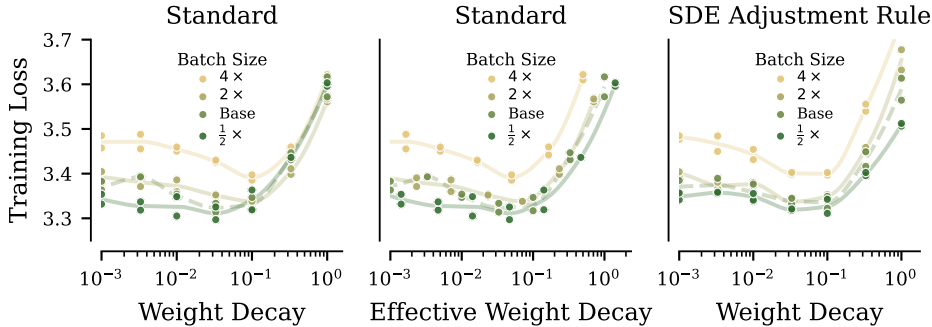 Standard
Standard
SDE Adjustment Rule
Training Loss
3.7
3.6
3.5
3.4
3.3
Batch Size
4 ×
2 ×
Base
½ ×
Batch Size
4 ×
2 ×
Base
½ ×
Batch Size
4 ×
2 ×
Base
½ ×
10⁻³ 10⁻² 10⁻¹ 10⁰
10⁻³ 10⁻² 10⁻¹ 10⁰
10⁻³ 10⁻² 10⁻¹ 10⁰
Weight Decay
Effective Weight Decay
Weight Decay